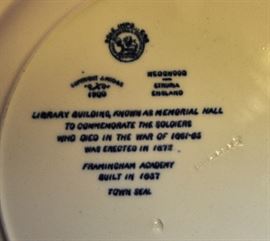 WEDGWOOD
ETRURIA
ENGLAND
1900
LIBRARY BUILDING, KNOWN AS MEMORIAL HALL
TO COMMEMORATE THE SOLDIERS
WHO DIED IN THE WAR OF 1861-65
WAS ERECTED IN 1872
FRAMINGHAM ACADEMY
BUILT IN 1837
TOWN SEAL